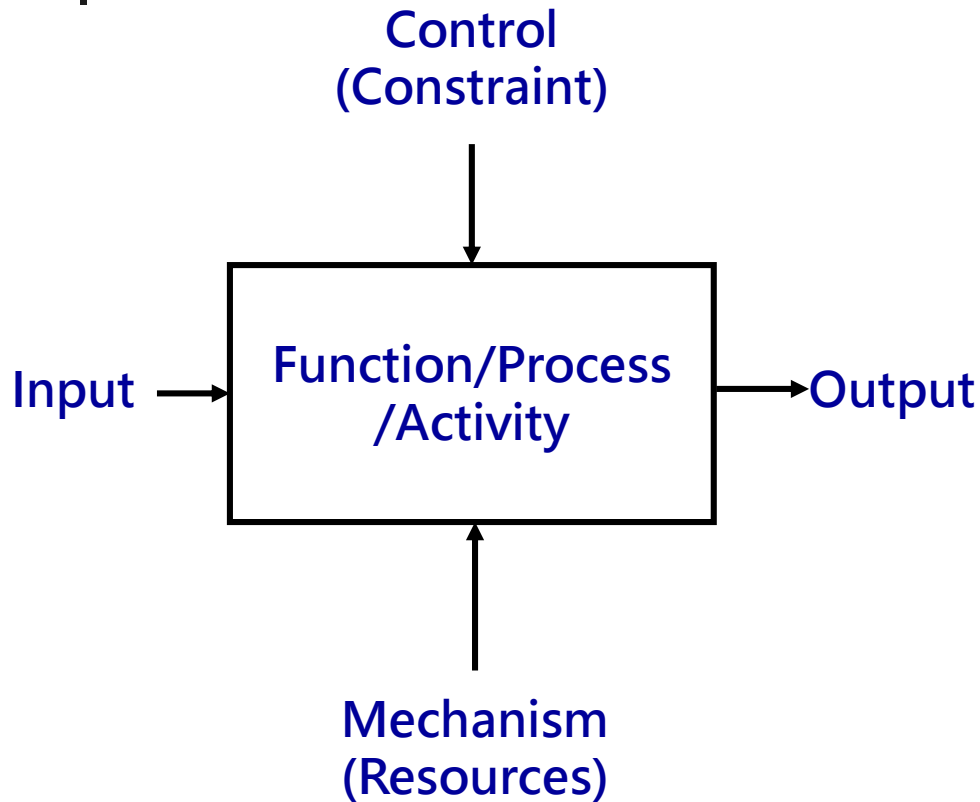 Control
(Constraint)
Input
Function/Process
/Activity
Output
Mechanism
(Resources)